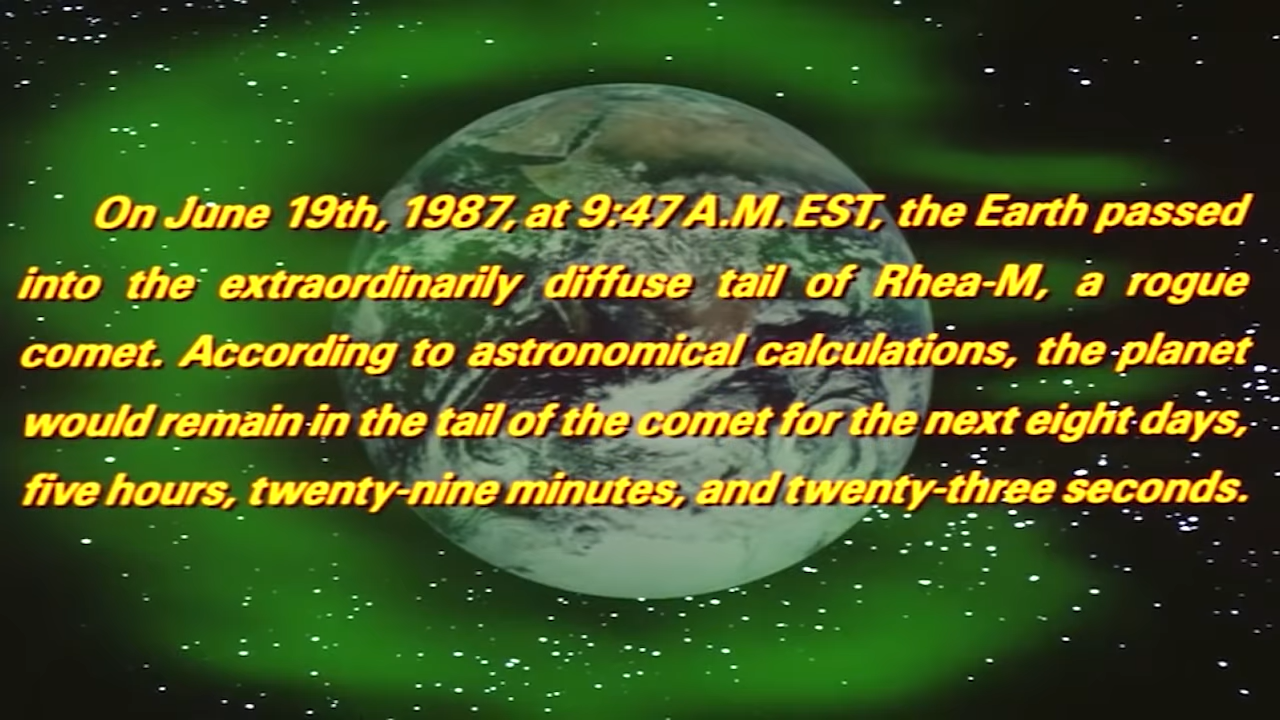 On June 19th, 1987, at 9:47 A.M. EST, the Earth passed
into the extraordinarily diffuse tail of Rhea-M, a rogue
comet. According to astronomical calculations, the planet
would remain in the tail of the comet for the next eight days,
five hours, twenty-nine minutes, and twenty-three seconds.